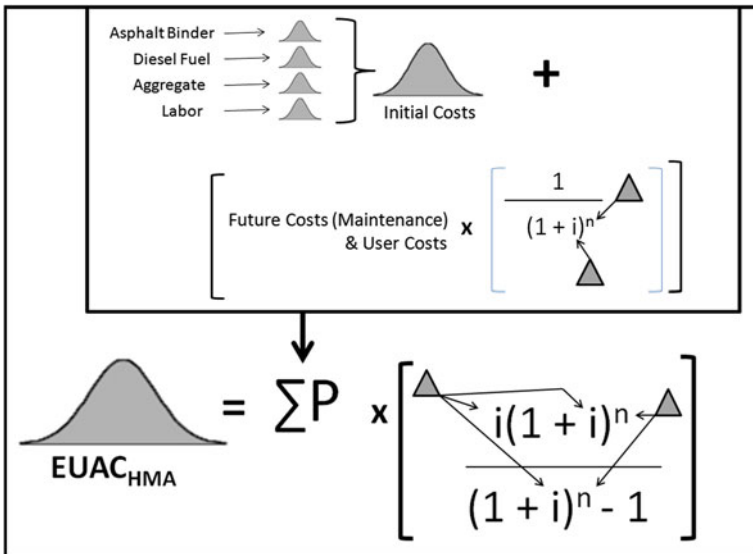 Asphalt Binder
Diesel Fuel
Aggregate
Labor
Initial Costs
+
Future Costs (Maintenance)
& User Costs
x
1
(1 + i)ⁿ
EUAC_HMA
= ∑P x
i(1 + i)ⁿ
(1 + i)ⁿ - 1